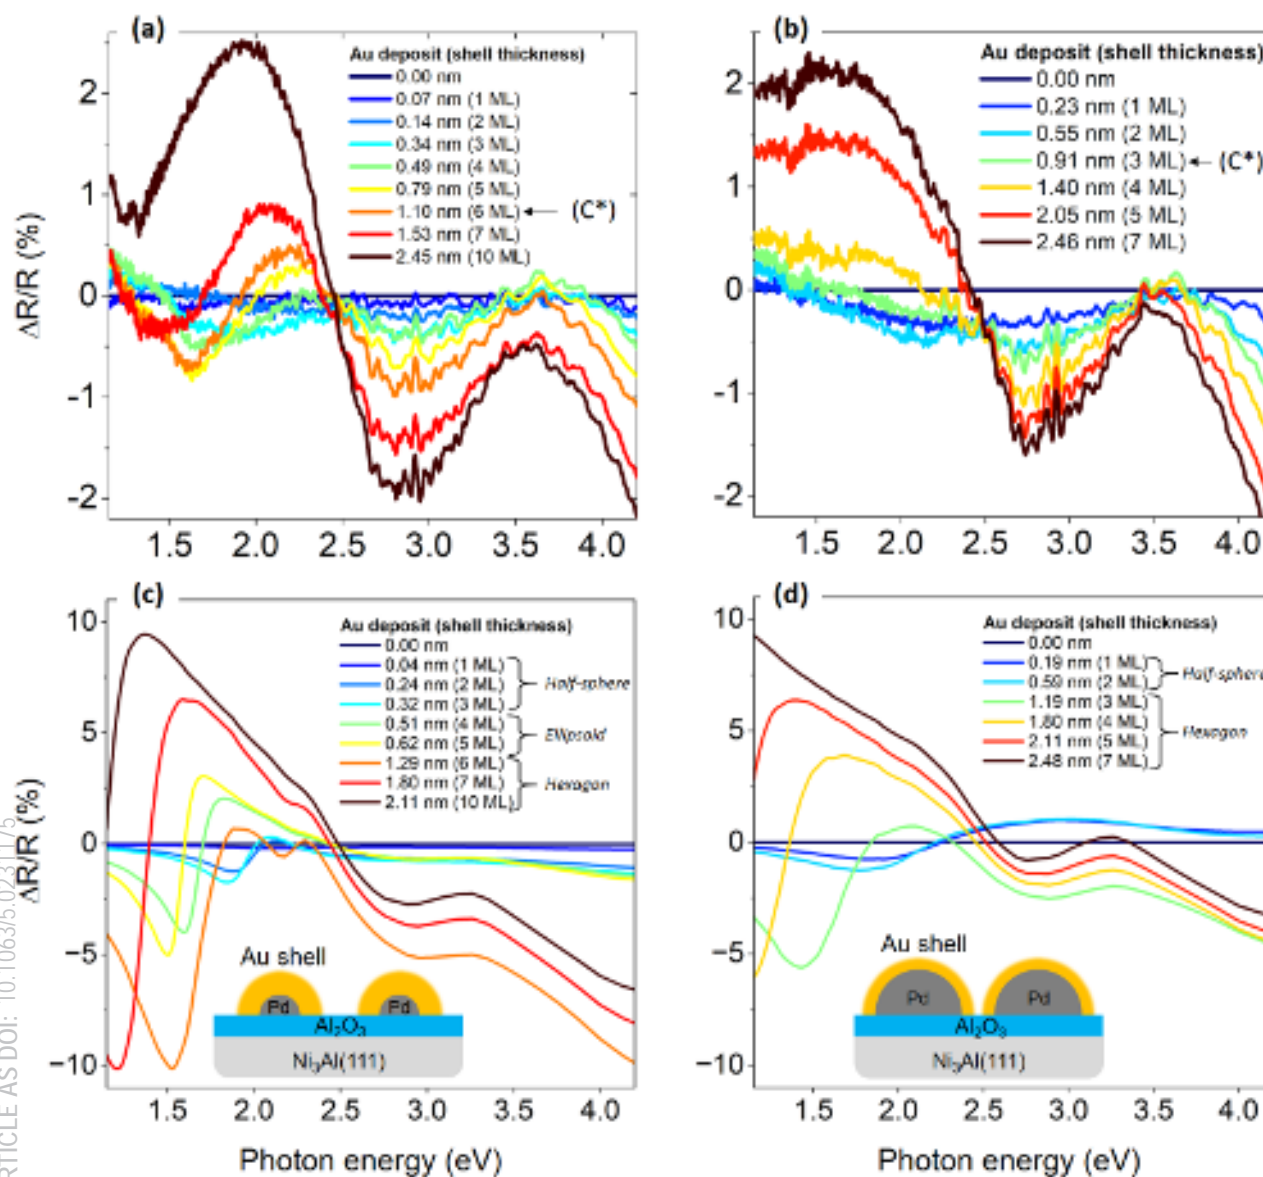 (a)
Au deposit (shell thickness)
0.00 nm
0.07 nm (1 ML)
0.14 nm (2 ML)
0.34 nm (3 ML)
0.49 nm (4 ML)
0.79 nm (5 ML)
1.10 nm (6 ML) ← (C*)
1.53 nm (7 ML)
2.45 nm (10 ML)
2
1
0
-1
-2
ΔR/R (%)
1.5 2.0 2.5 3.0 3.5 4.0
(b)
Au deposit (shell thickness)
0.00 nm
0.23 nm (1 ML)
0.55 nm (2 ML)
0.91 nm (3 ML) ← (C*)
1.40 nm (4 ML)
2.05 nm (5 ML)
2.46 nm (7 ML)
2
1
0
-1
-2
1.5 2.0 2.5 3.0 3.5 4.0
(c)
Au deposit (shell thickness)
0.00 nm
0.04 nm (1 ML)
0.24 nm (2 ML) Half-sphere
0.32 nm (3 ML)
0.51 nm (4 ML) Ellipsoid
0.62 nm (5 ML)
1.29 nm (6 ML)
1.80 nm (7 ML) Hexagon
2.11 nm (10 ML)
10
5
0
−5
−10
ΔR/R (%)
Au shell
Pd Pd
Al₂O₃
Ni₃Al(111)
1.5 2.0 2.5 3.0 3.5 4.0
Photon energy (eV)
(d)
Au deposit (shell thickness)
0.00 nm
0.19 nm (1 ML) Half-sphere
0.59 nm (2 ML)
1.19 nm (3 ML)
1.80 nm (4 ML) Hexagon
2.11 nm (5 ML)
2.48 nm (7 ML)
10
5
0
−5
−10
Au shell
Pd Pd
Al₂O₃
Ni₃Al(111)
1.5 2.0 2.5 3.0 3.5 4.0
Photon energy (eV)
RTICLE AS DOI: 10.1063/5.0231175